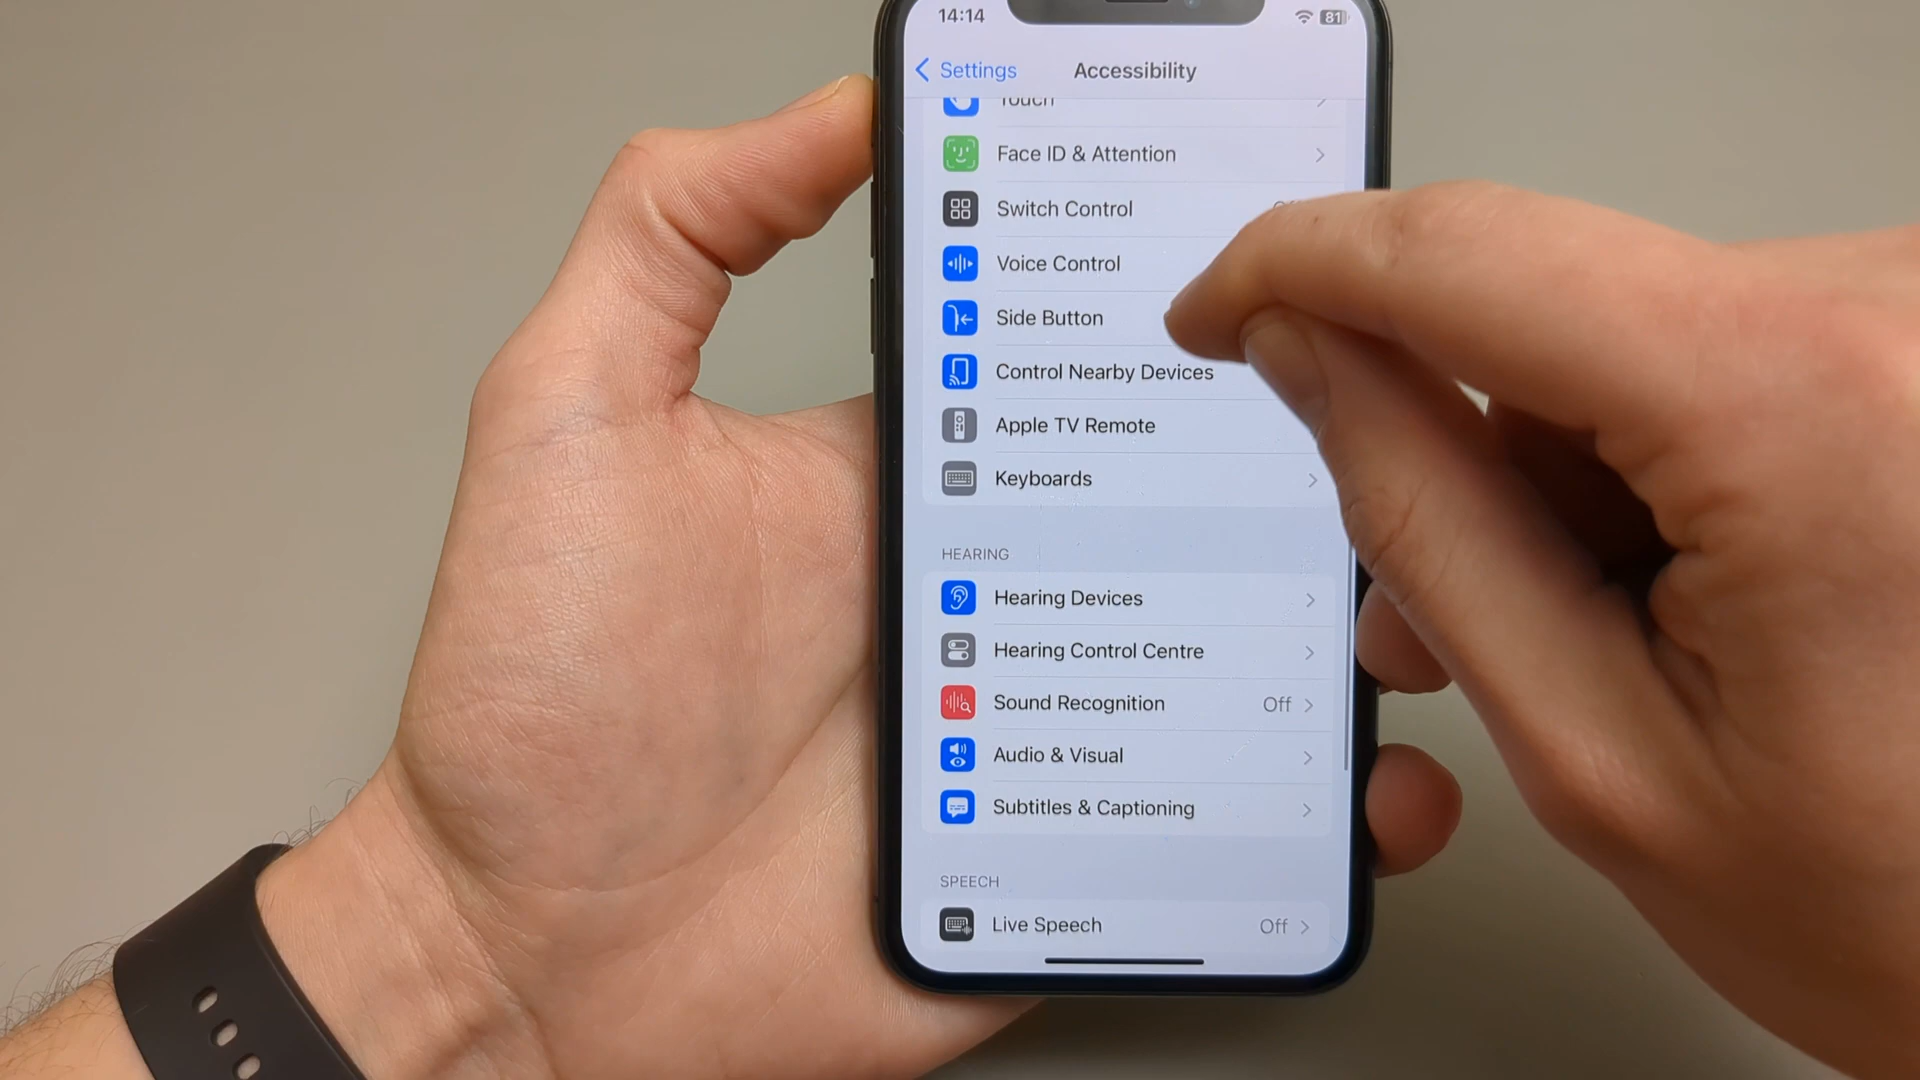 14:14
81
Settings
Accessibility
Touch
Face ID & Attention
Switch Control
Voice Control
Side Button
Control Nearby Devices
Apple TV Remote
Keyboards
HEARING
Hearing Devices
Hearing Control Centre
Sound Recognition Off
Audio & Visual
Subtitles & Captioning
SPEECH
Live Speech Off